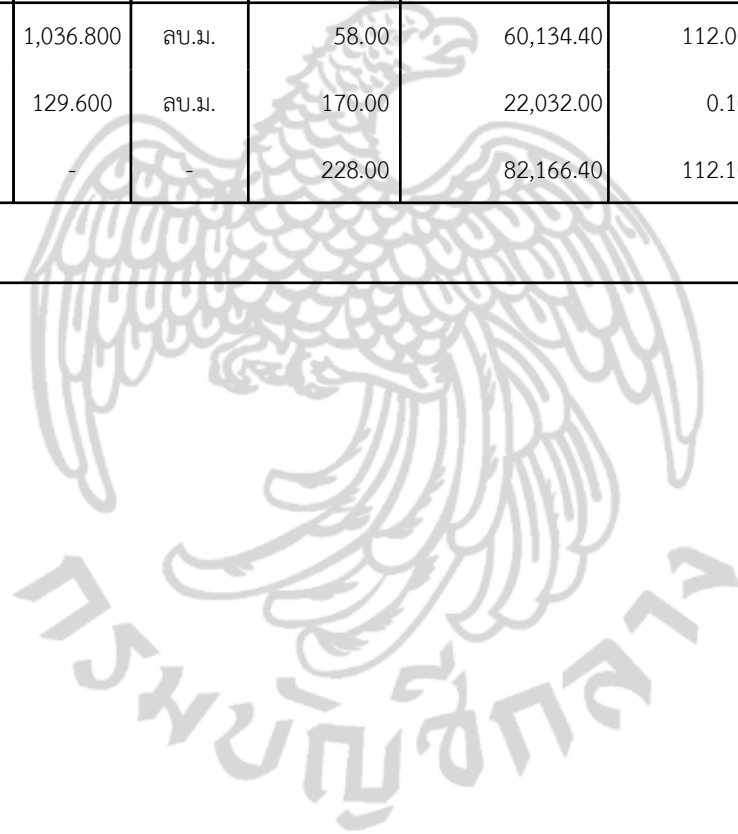 1,036.800 ลบ.ม. 58.00 60,134.40 112.0
129.600 ลบ.ม. 170.00 22,032.00 0.1
- - 228.00 82,166.40 112.1
กรมบัญชีกลาง